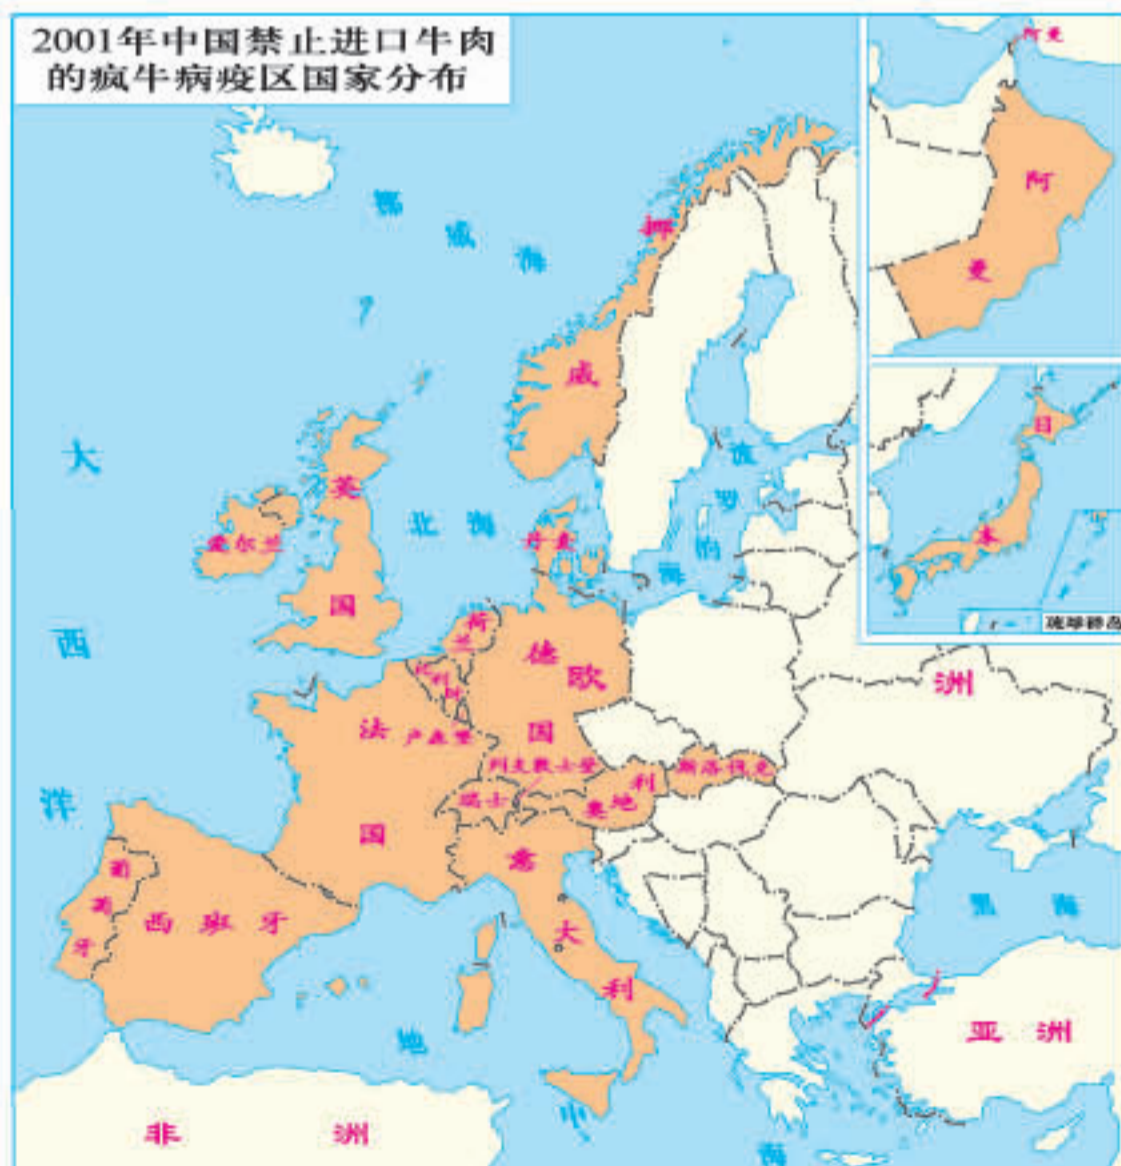 2001年中国禁止进口牛肉
的疯牛病疫区国家分布
阿曼
阿
曼
挪
威
挪威海
大
西
洋
日
本
琉球群岛
英
国
爱尔兰
北海
丹麦
波
罗
的
海
荷
兰
比利时
德
国
欧
洲
法
国
卢森堡
列支敦士登
瑞士
奥地利
斯洛伐克
意
大
利
葡
萄
牙
西班牙
黑海
地
中
海
亚洲
非洲